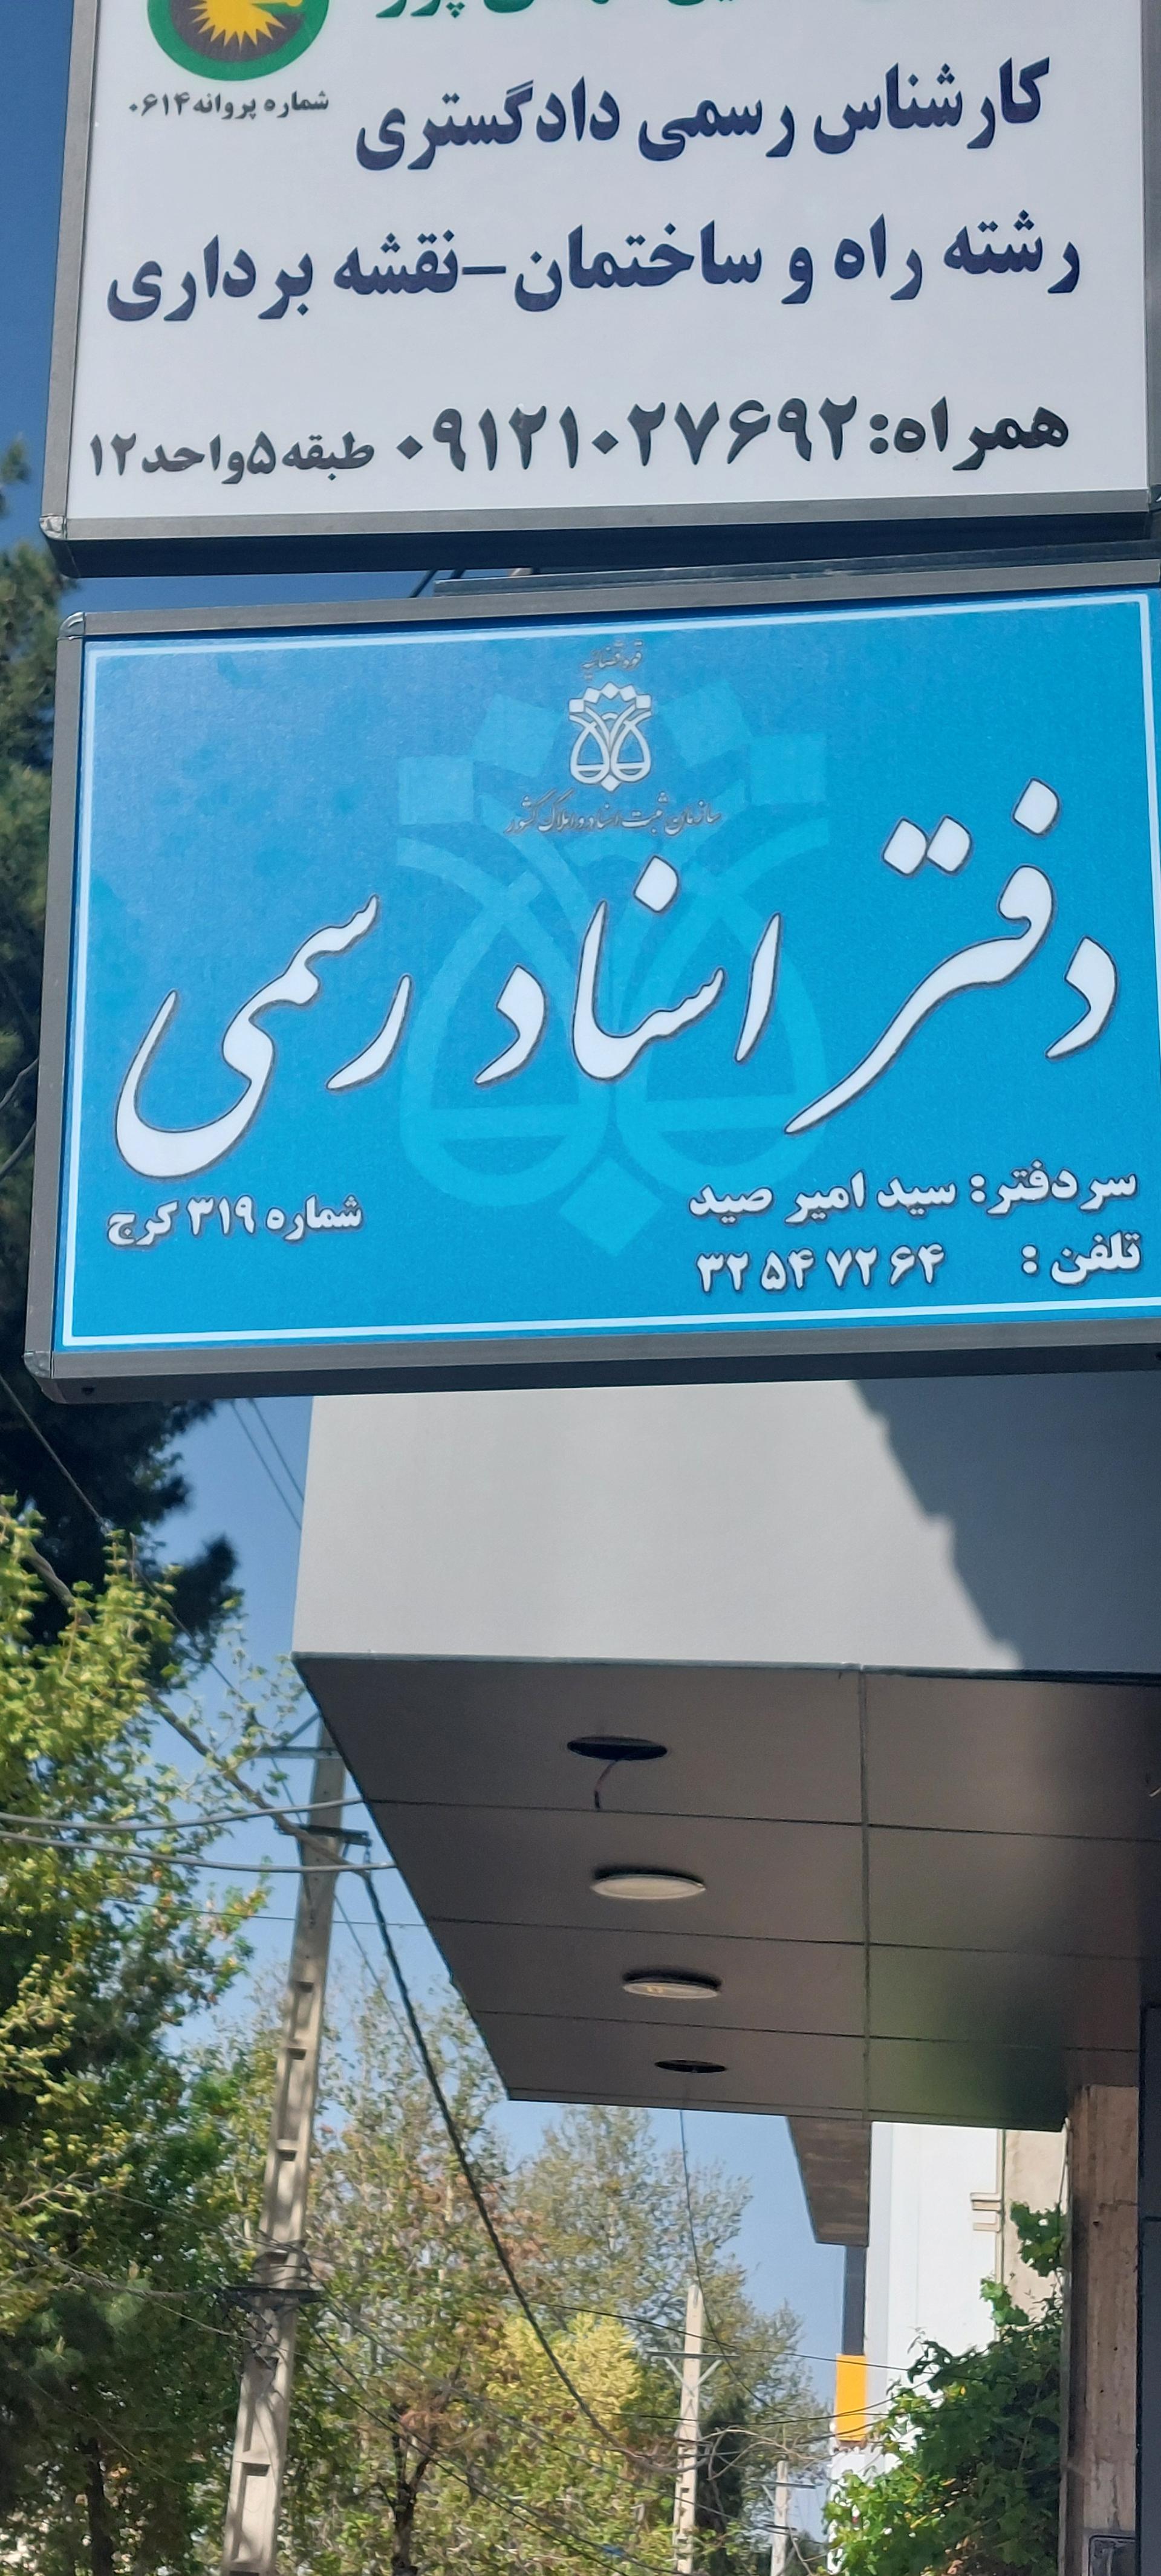 شماره پروانه ۰۶۱۴
کارشناس رسمی دادگستری
رشته راه و ساختمان-نقشه برداری
همراه: ۰۹۱۲۱۰۲۷۶۹۲ طبقه ۵ واحد ۱۲
قوه قضائیه
سازمان ثبت اسناد و املاک کشور
دفتر اسناد رسمی
سردفتر: سید امیر صید
شماره ۳۱۹ کرج
تلفن : ۳۲۵۴۷۲۶۴